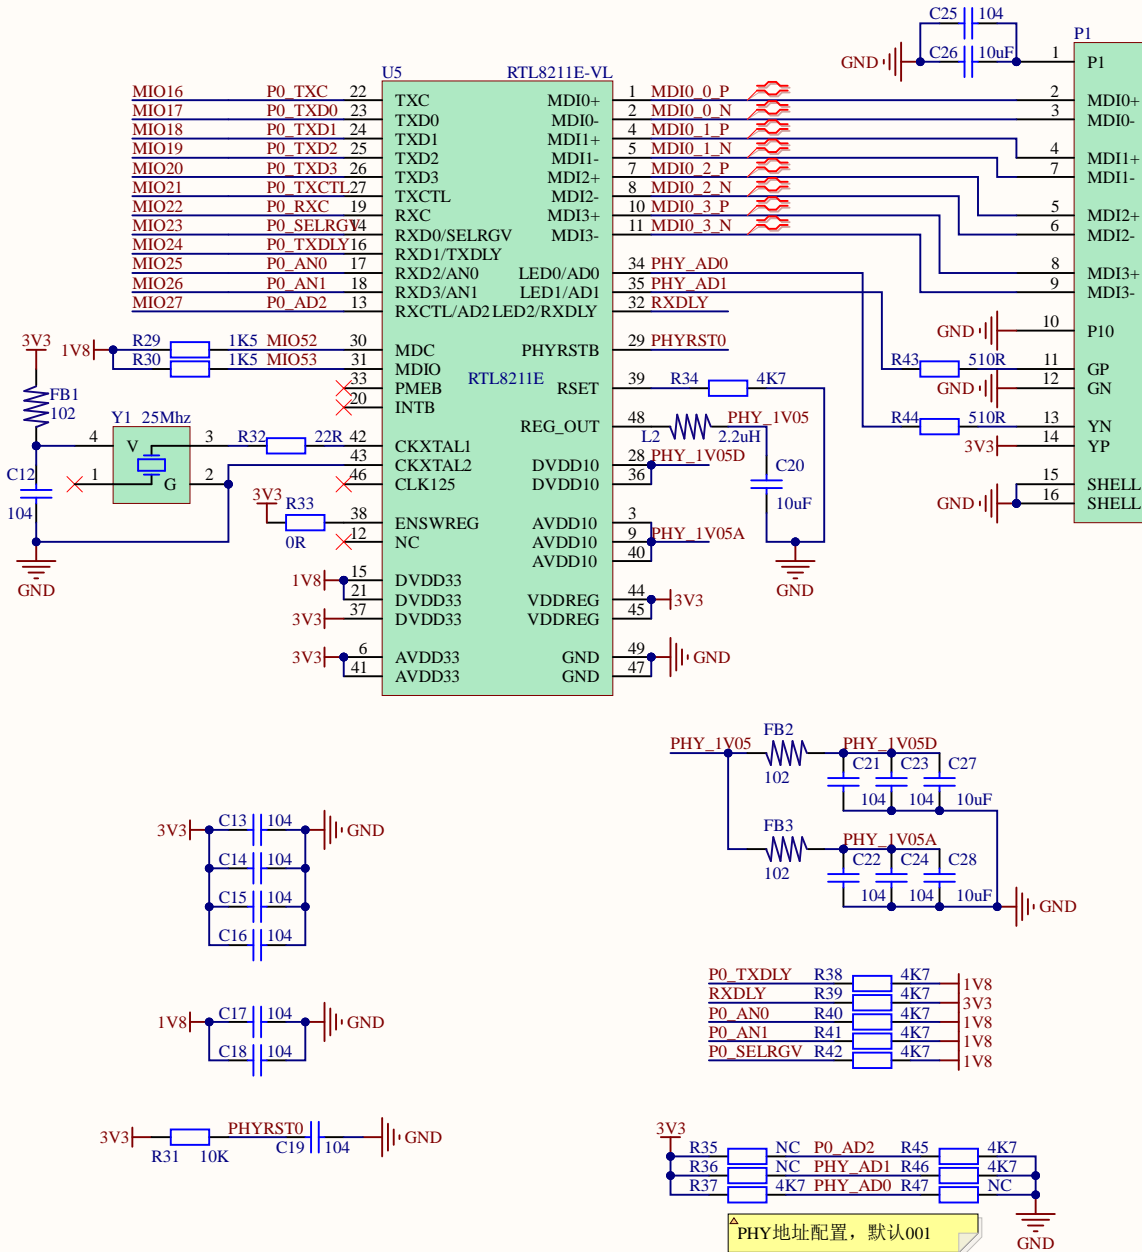 C25 104
P1
GND C26 10uF 1 P1
U5 RTL8211E-VL
MIO16 P0_TXC 22 TXC MDI0+ 1 MDI0_0_P 2 MDI0+
MIO17 P0_TXD0 23 TXD0 MDI0- 2 MDI0_0_N 3 MDI0-
MIO18 P0_TXD1 24 TXD1 MDI1+ 4 MDI0_1_P
MIO19 P0_TXD2 25 TXD2 MDI1- 5 MDI0_1_N 4 MDI1+
MIO20 P0_TXD3 26 TXD3 MDI2+ 7 MDI0_2_P 7 MDI1-
MIO21 P0_TXCTL 27 TXCTL MDI2- 8 MDI0_2_N
MIO22 P0_RXC 19 RXC MDI3+ 10 MDI0_3_P 5 MDI2+
MIO23 P0_SELRGV 14 RXD0/SELRGV MDI3- 11 MDI0_3_N 6 MDI2-
MIO24 P0_TXDLY 16 RXD1/TXDLY
MIO25 P0_AN0 17 RXD2/AN0 LED0/AD0 34 PHY_AD0 8 MDI3+
MIO26 P0_AN1 18 RXD3/AN1 LED1/AD1 35 PHY_AD1 9 MDI3-
MIO27 P0_AD2 13 RXCTL/AD2 LED2/RXDLY 32 RXDLY
GND 10 P10
3V3 1V8 R29 1K5 MIO52 30 MDC PHYRSTB 29 PHYRST0
R30 1K5 MIO53 31 MDIO R43 510R 11 GP
33 PMEB RTL8211E RSET 39 R34 4K7 GND 12 GN
FB1 102 20 INTB
Y1 25Mhz REG_OUT 48 L2 2.2uH PHY_1V05 R44 510R 13 YN
4 V 3 R32 22R 42 CKXTAL1 3V3 14 YP
C12 104 1 G 2 43 CKXTAL2 DVDD10 28 PHY_1V05D C20 10uF
46 CLK125 DVDD10 36 15 SHELL
3V3 R33 0R 38 ENSWREG AVDD10 3 GND 16 SHELL
12 NC AVDD10 9 PHY_1V05A
GND AVDD10 40 GND
1V8 15 DVDD33
21 DVDD33 VDDREG 44 3V3
3V3 37 DVDD33 VDDREG 45
3V3 6 AVDD33 GND 49 GND
41 AVDD33 GND 47
PHY_1V05 FB2 102 PHY_1V05D
C21 C23 C27
104 104 10uF
FB3 102 PHY_1V05A
C22 C24 C28
104 104 10uF
GND
3V3 C13 104 GND
C14 104
C15 104
C16 104
1V8 C17 104 GND
C18 104
P0_TXDLY R38 4K7 1V8
RXDLY R39 4K7 3V3
P0_AN0 R40 4K7 1V8
P0_AN1 R41 4K7 1V8
P0_SELRGV R42 4K7 1V8
3V3 R31 10K PHYRST0 C19 104 GND
3V3
R35 NC P0_AD2 R45 4K7
R36 NC PHY_AD1 R46 4K7
R37 4K7 PHY_AD0 R47 NC
GND
PHY地址配置，默认001